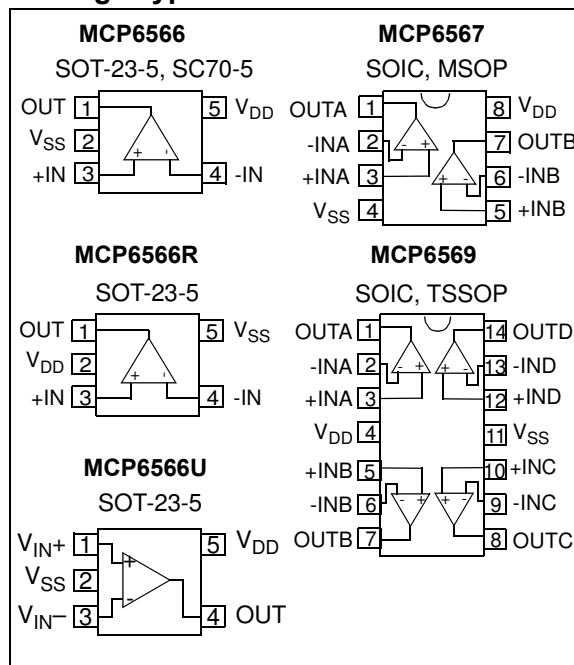 MCP6566
SOT-23-5, SC70-5
OUT 1 5 VDD
VSS 2
+IN 3 4 -IN
+ -
MCP6567
SOIC, MSOP
OUTA 1 8 VDD
-INA 2 7 OUTB
+INA 3 6 -INB
VSS 4 5 +INB
- +
+ -
MCP6566R
SOT-23-5
OUT 1 5 VSS
VDD 2
+IN 3 4 -IN
+ -
MCP6569
SOIC, TSSOP
OUTA 1 14 OUTD
-INA 2 13 -IND
+INA 3 12 +IND
VDD 4 11 VSS
+INB 5 10 +INC
-INB 6 9 -INC
OUTB 7 8 OUTC
- + + -
- + + -
MCP6566U
SOT-23-5
VIN+ 1 5 VDD
VSS 2
VIN– 3 4 OUT
+
-